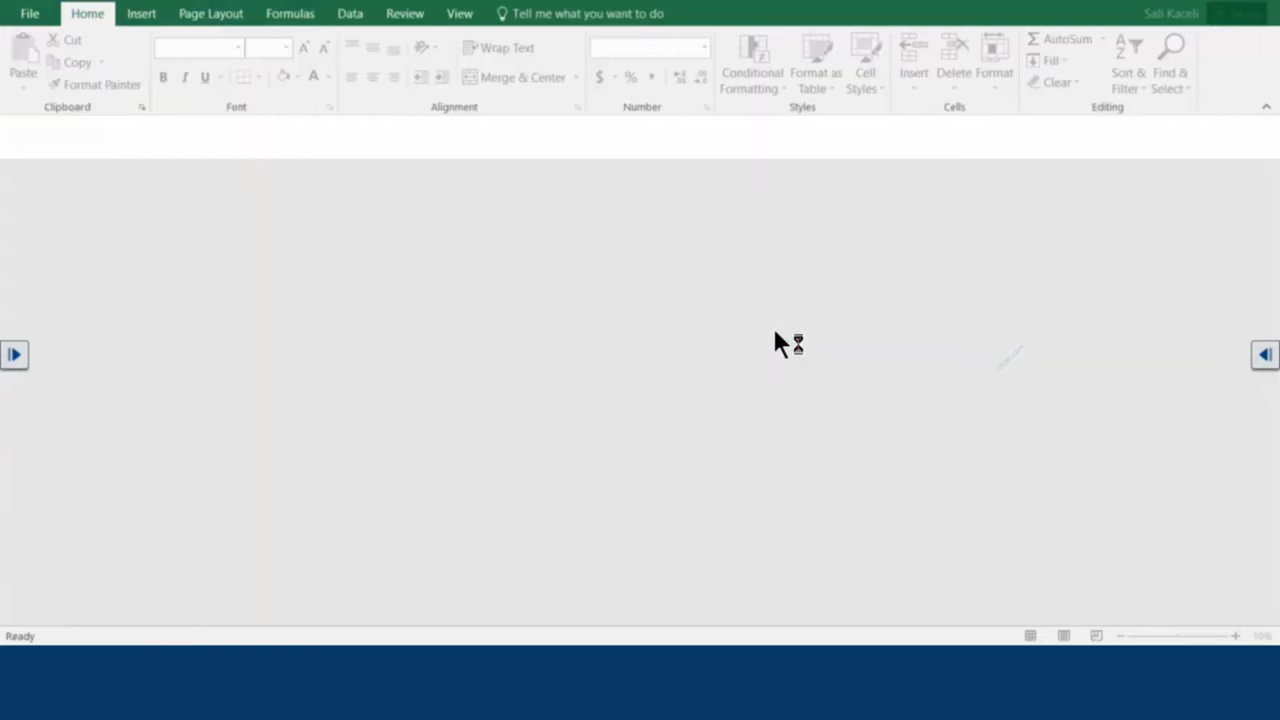 File Home Insert Page Layout Formulas Data Review View Tell me what you want to do Sali Kaceli
Cut
Copy
Format Painter
Paste
Clipboard
B I U A
Font
Wrap Text
Merge & Center
Alignment
$ % ,
Number
Conditional Formatting
Format as Table
Cell Styles
Styles
Insert Delete Format
Cells
AutoSum
Fill
Clear
Sort & Filter
Find & Select
Editing
Ready